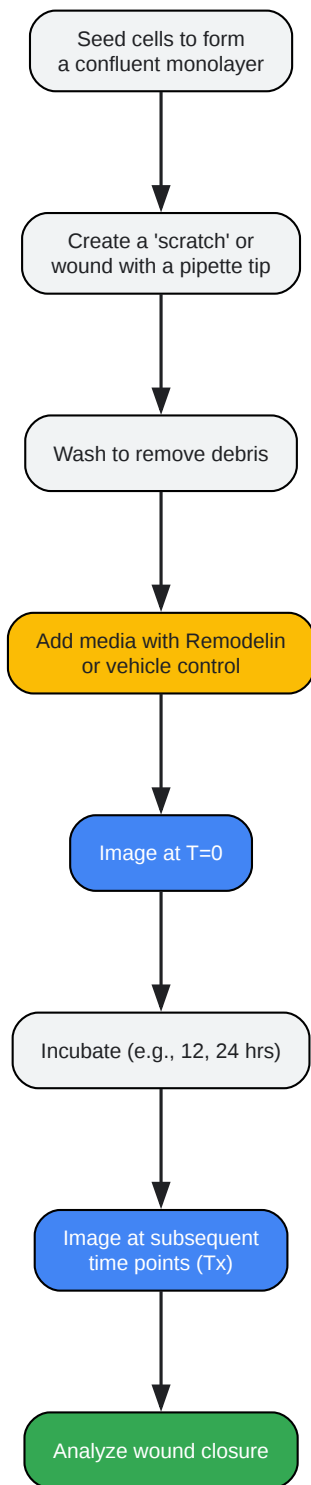 Seed cells to form
a confluent monolayer
Create a 'scratch' or
wound with a pipette tip
Wash to remove debris
Add media with Remodelin
or vehicle control
Image at T=0
Incubate (e.g., 12, 24 hrs)
Image at subsequent
time points (Tx)
Analyze wound closure